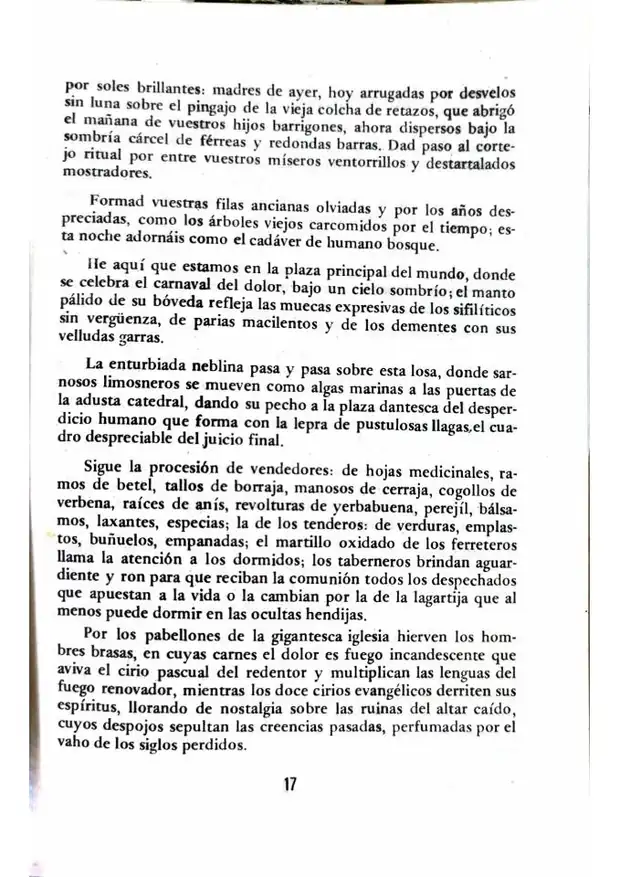 por soles brillantes: madres de ayer, hoy arrugadas por desvelos
sin luna sobre el pingajo de la vieja colcha de retazos, que abrigó
el mañana de vuestros hijos barrigones, ahora dispersos bajo la
sombría cárcel de férreas y redondas barras. Dad paso al corte-
jo ritual por entre vuestros míseros ventorrillos y destartalados
mostradores.
Formad vuestras filas ancianas olviadas y por los años des-
preciadas, como los árboles viejos carcomidos por el tiempo; es-
ta noche adornáis como el cadáver de humano bosque.
He aquí que estamos en la plaza principal del mundo, donde
se celebra el carnaval del dolor, bajo un cielo sombrío; el manto
pálido de su bóveda refleja las muecas expresivas de los sifilíticos
sin vergüenza, de parias macilentos y de los dementes con sus
velludas garras.
La enturbiada neblina pasa y pasa sobre esta losa, donde sar-
nosos limosneros se mueven como algas marinas a las puertas de
la adusta catedral, dando su pecho a la plaza dantesca del desper-
dicio humano que forma con la lepra de pustulosas llagas,el cua-
dro despreciable del juicio final.
Sigue la procesión de vendedores: de hojas medicinales, ra-
mos de betel, tallos de borraja, manosos de cerraja, cogollos de
verbena, raíces de anís, revolturas de yerbabuena, perejil, bálsa-
mos, laxantes, especias; la de los tenderos: de verduras, emplas-
tos, buñuelos, empanadas; el martillo oxidado de los ferreteros
llama la atención a los dormidos; los taberneros brindan aguar-
diente y ron para que reciban la comunión todos los despechados
que apuestan a la vida o la cambian por la de la lagartija que al
menos puede dormir en las ocultas hendijas.
Por los pabellones de la gigantesca iglesia hierven los hom-
bres brasas, en cuyas carnes el dolor es fuego incandescente que
aviva el cirio pascual del redentor y multiplican las lenguas del
fuego renovador, mientras los doce cirios evangélicos derriten sus
espíritus, llorando de nostalgia sobre las ruinas del altar caído,
cuyos despojos sepultan las creencias pasadas, perfumadas por el
vaho de los siglos perdidos.
17